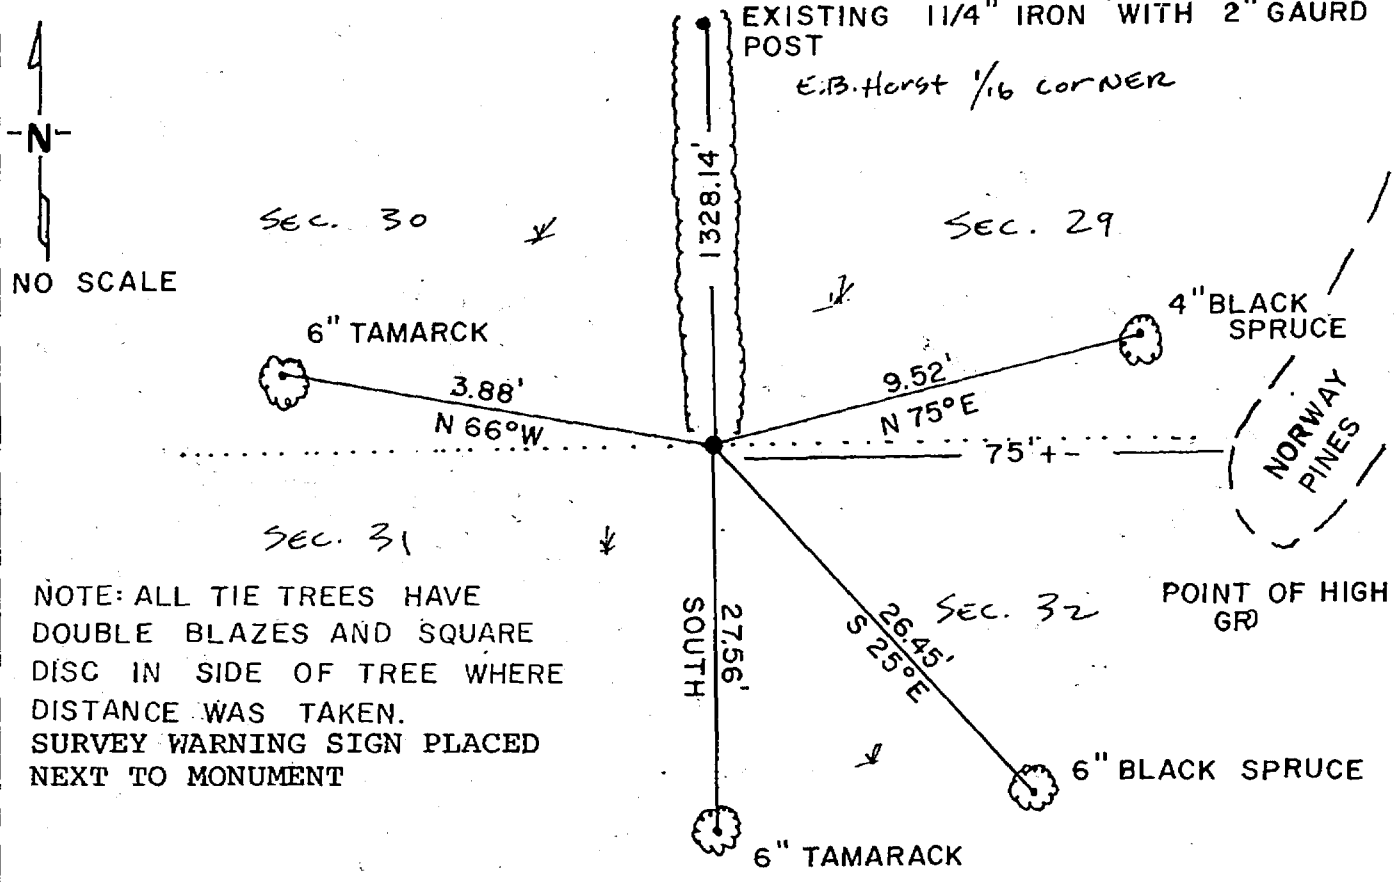 EXISTING 11/4" IRON WITH 2" GAURD
POST
E.B. Horst 1/16 CORNER
-N-
NO SCALE
1328.14'
SEC. 30
SEC. 29
6" TAMARCK
4" BLACK
SPRUCE
3.88'
N 66°W
9.52'
N 75°E
75'+-
NORWAY
PINES
SEC. 31
SEC. 32
POINT OF HIGH
GRD
NOTE: ALL TIE TREES HAVE
DOUBLE BLAZES AND SQUARE
DISC IN SIDE OF TREE WHERE
DISTANCE WAS TAKEN.
SURVEY WARNING SIGN PLACED
NEXT TO MONUMENT
SOUTH
27.56'
26.45'
S 25°E
6" BLACK SPRUCE
6" TAMARACK